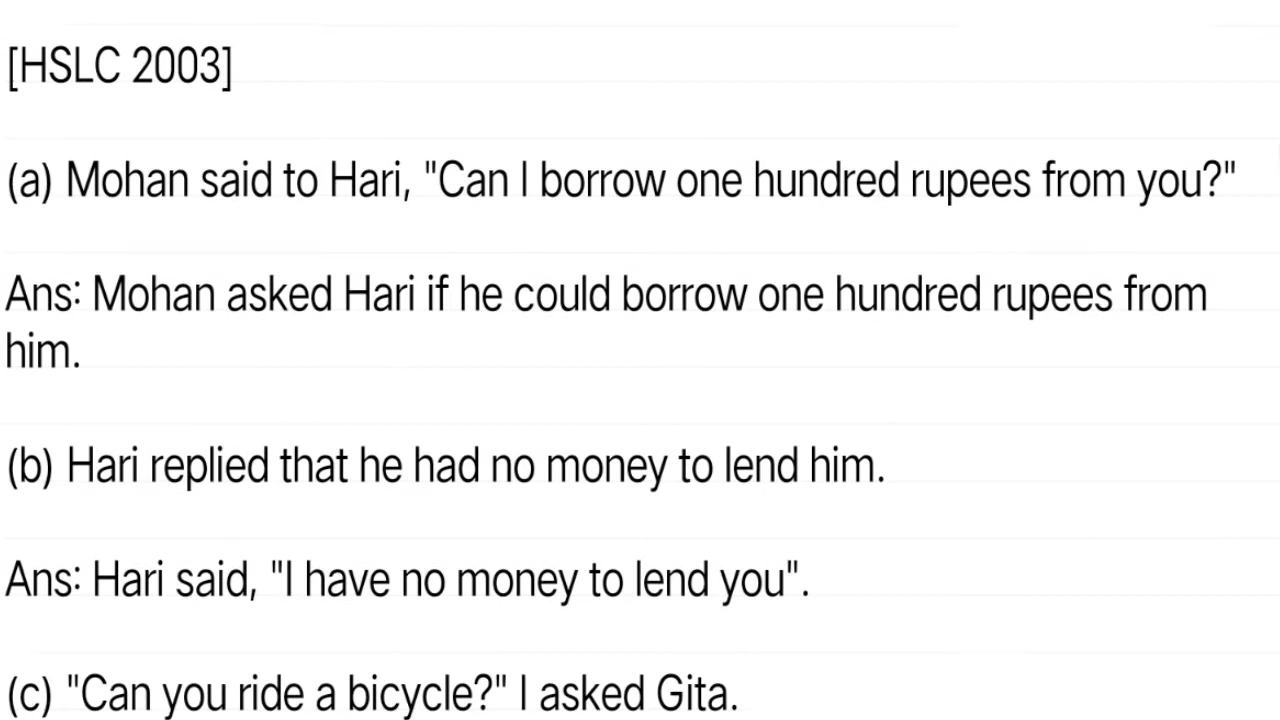 [HSLC 2003]
(a) Mohan said to Hari, "Can I borrow one hundred rupees from you?"
Ans: Mohan asked Hari if he could borrow one hundred rupees from
him.
(b) Hari replied that he had no money to lend him.
Ans: Hari said, "I have no money to lend you".
(c) "Can you ride a bicycle?" I asked Gita.